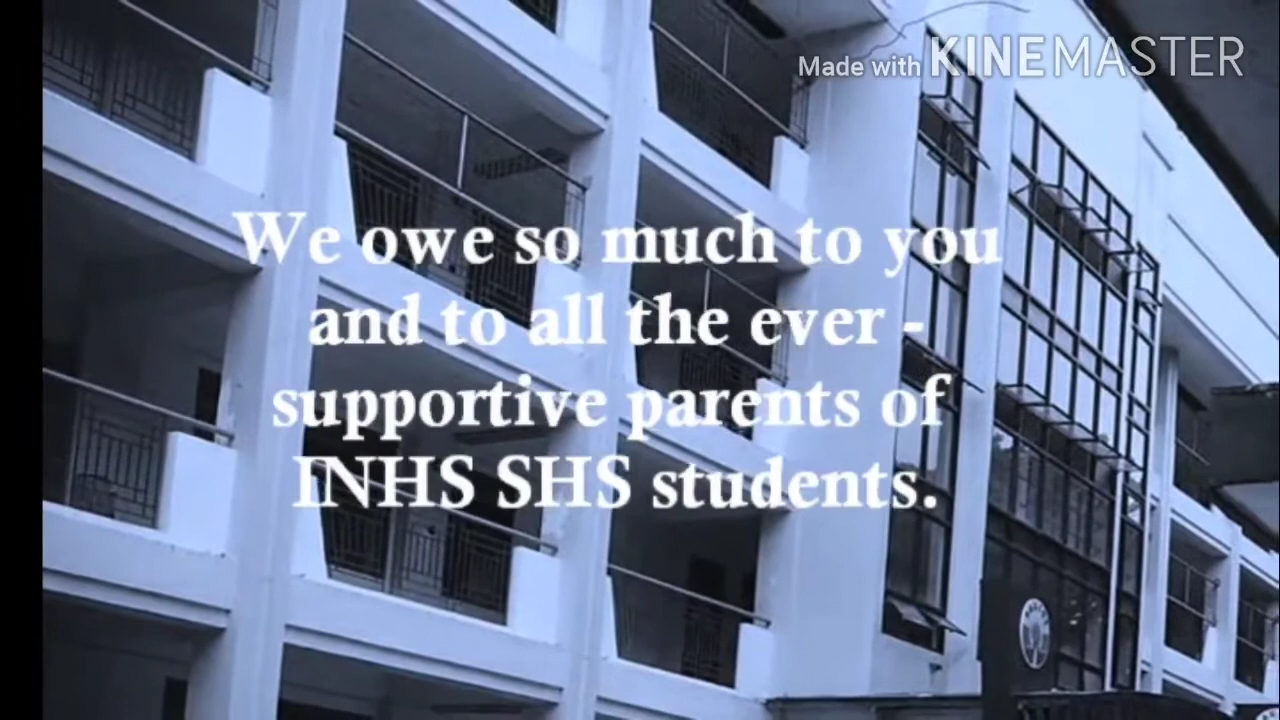 Made with KINEMASTER
We owe so much to you
and to all the ever -
supportive parents of
INHS SHS students.